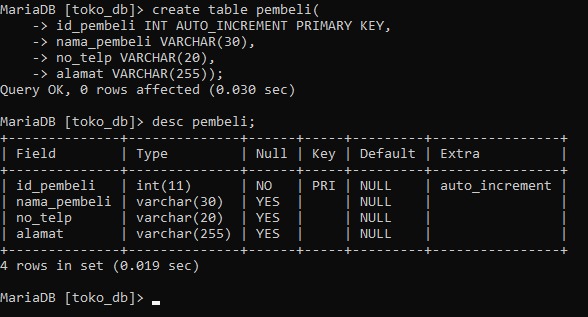 MariaDB [toko_db]> create table pembeli(
    -> id_pembeli INT AUTO_INCREMENT PRIMARY KEY,
    -> nama_pembeli VARCHAR(30),
    -> no_telp VARCHAR(20),
    -> alamat VARCHAR(255));
Query OK, 0 rows affected (0.030 sec)

MariaDB [toko_db]> desc pembeli;
+--------------+--------------+------+-----+---------+----------------+
| Field        | Type         | Null | Key | Default | Extra          |
+--------------+--------------+------+-----+---------+----------------+
| id_pembeli   | int(11)      | NO   | PRI | NULL    | auto_increment |
| nama_pembeli | varchar(30)  | YES  |     | NULL    |                |
| no_telp      | varchar(20)  | YES  |     | NULL    |                |
| alamat       | varchar(255) | YES  |     | NULL    |                |
+--------------+--------------+------+-----+---------+----------------+
4 rows in set (0.019 sec)

MariaDB [toko_db]>